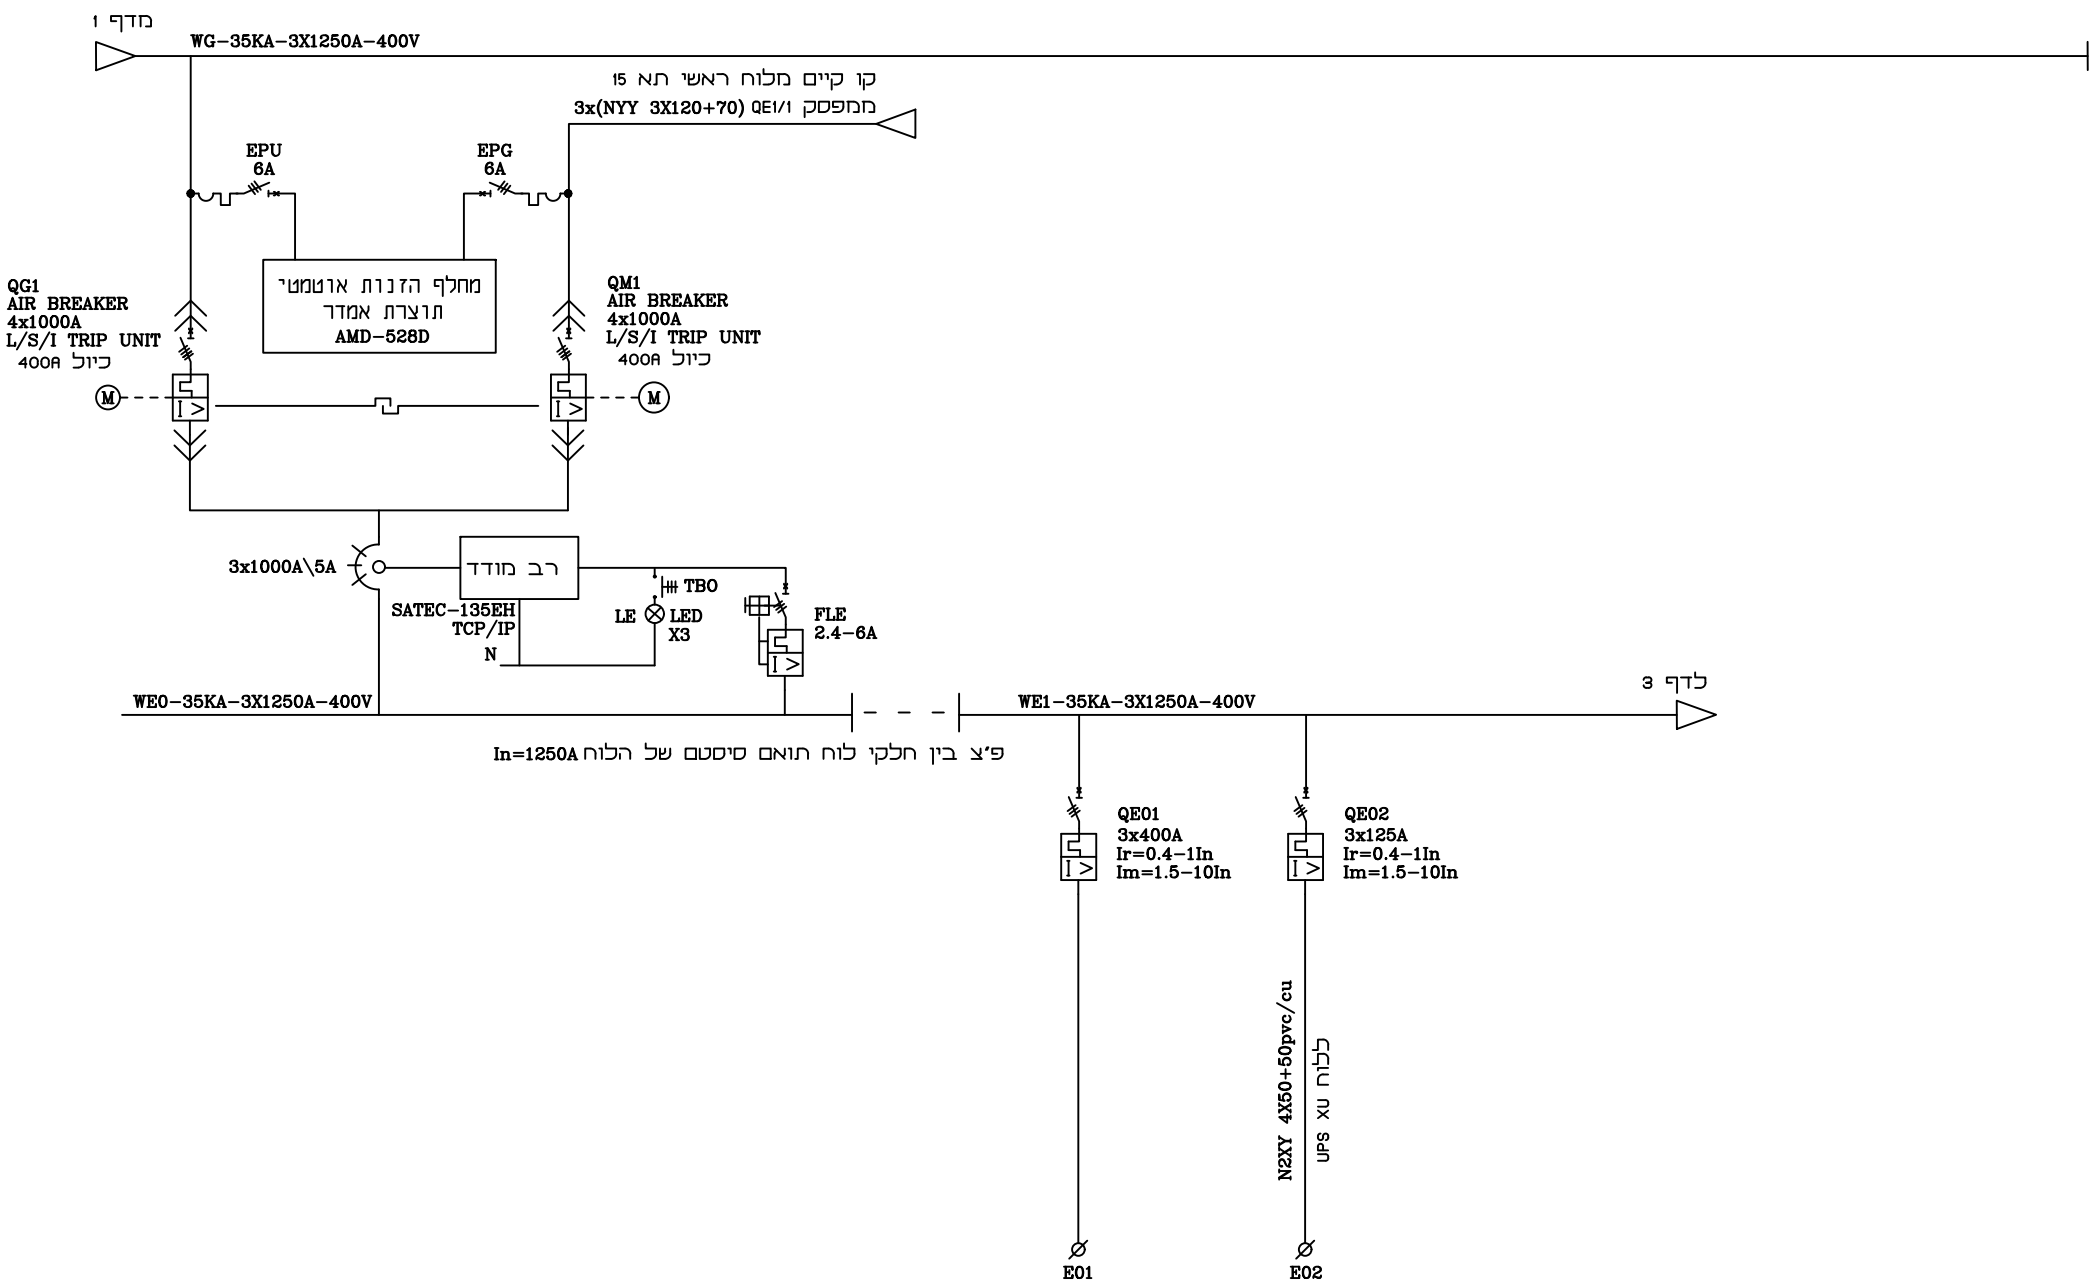 מדף 1
WG-35KA-3X1250A-400V
קו קיים מלוח ראשי תא 15
ממפסק QE1/1 3x(NYY 3X120+70)
EPU
6A
EPG
6A
מחלף הזנות אוטמטי
תוצרת אמדר
AMD-528D
QG1
AIR BREAKER
4x1000A
L/S/I TRIP UNIT
כיול 400A
QM1
AIR BREAKER
4x1000A
L/S/I TRIP UNIT
כיול 400A
M
I >
I >
M
3x1000A\5A
רב מודד
SATEC-135EH
TCP/IP
N
TB0
LE
LED
X3
FLE
2.4-6A
I >
WE0-35KA-3X1250A-400V
WE1-35KA-3X1250A-400V
לדף 3
פ'צ בין חלקי לוח תואם סיסטם של הלוח In=1250A
QE01
3x400A
Ir=0.4-1In
Im=1.5-10In
I >
QE02
3x125A
Ir=0.4-1In
Im=1.5-10In
I >
N2XY 4X50+50pvc/cu
ללוח UPS XU
E01
E02